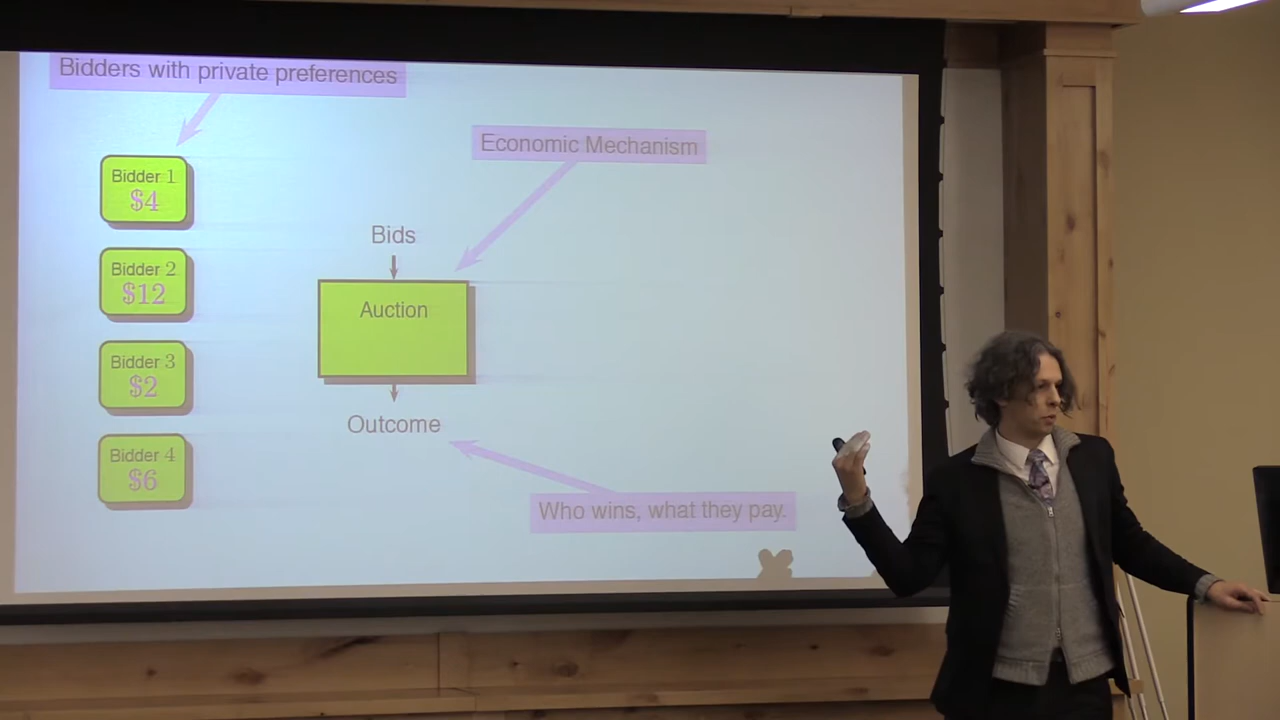 Bidders with private preferences
Economic Mechanism
Bidder 1
$4
Bidder 2
$12
Bidder 3
$2
Bidder 4
$6
Bids
Auction
Outcome
Who wins, what they pay.